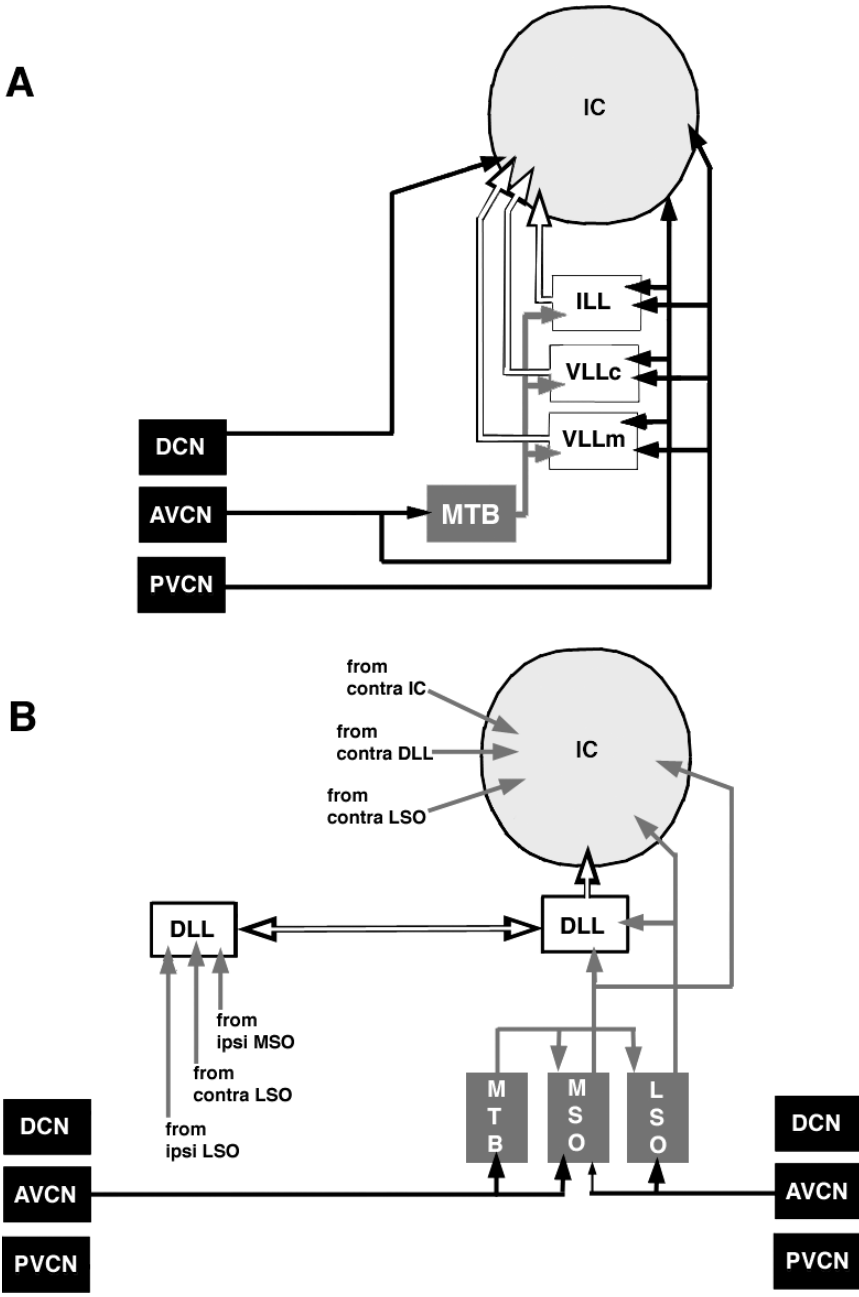 A
IC
ILL
VLLc
VLLm
DCN
AVCN
MTB
PVCN
B
from
contra IC
from
contra DLL
IC
from
contra LSO
DLL
DLL
from
ipsi MSO
from
contra LSO
from
ipsi LSO
M
T
B
M
S
O
L
S
O
DCN
DCN
AVCN
AVCN
PVCN
PVCN